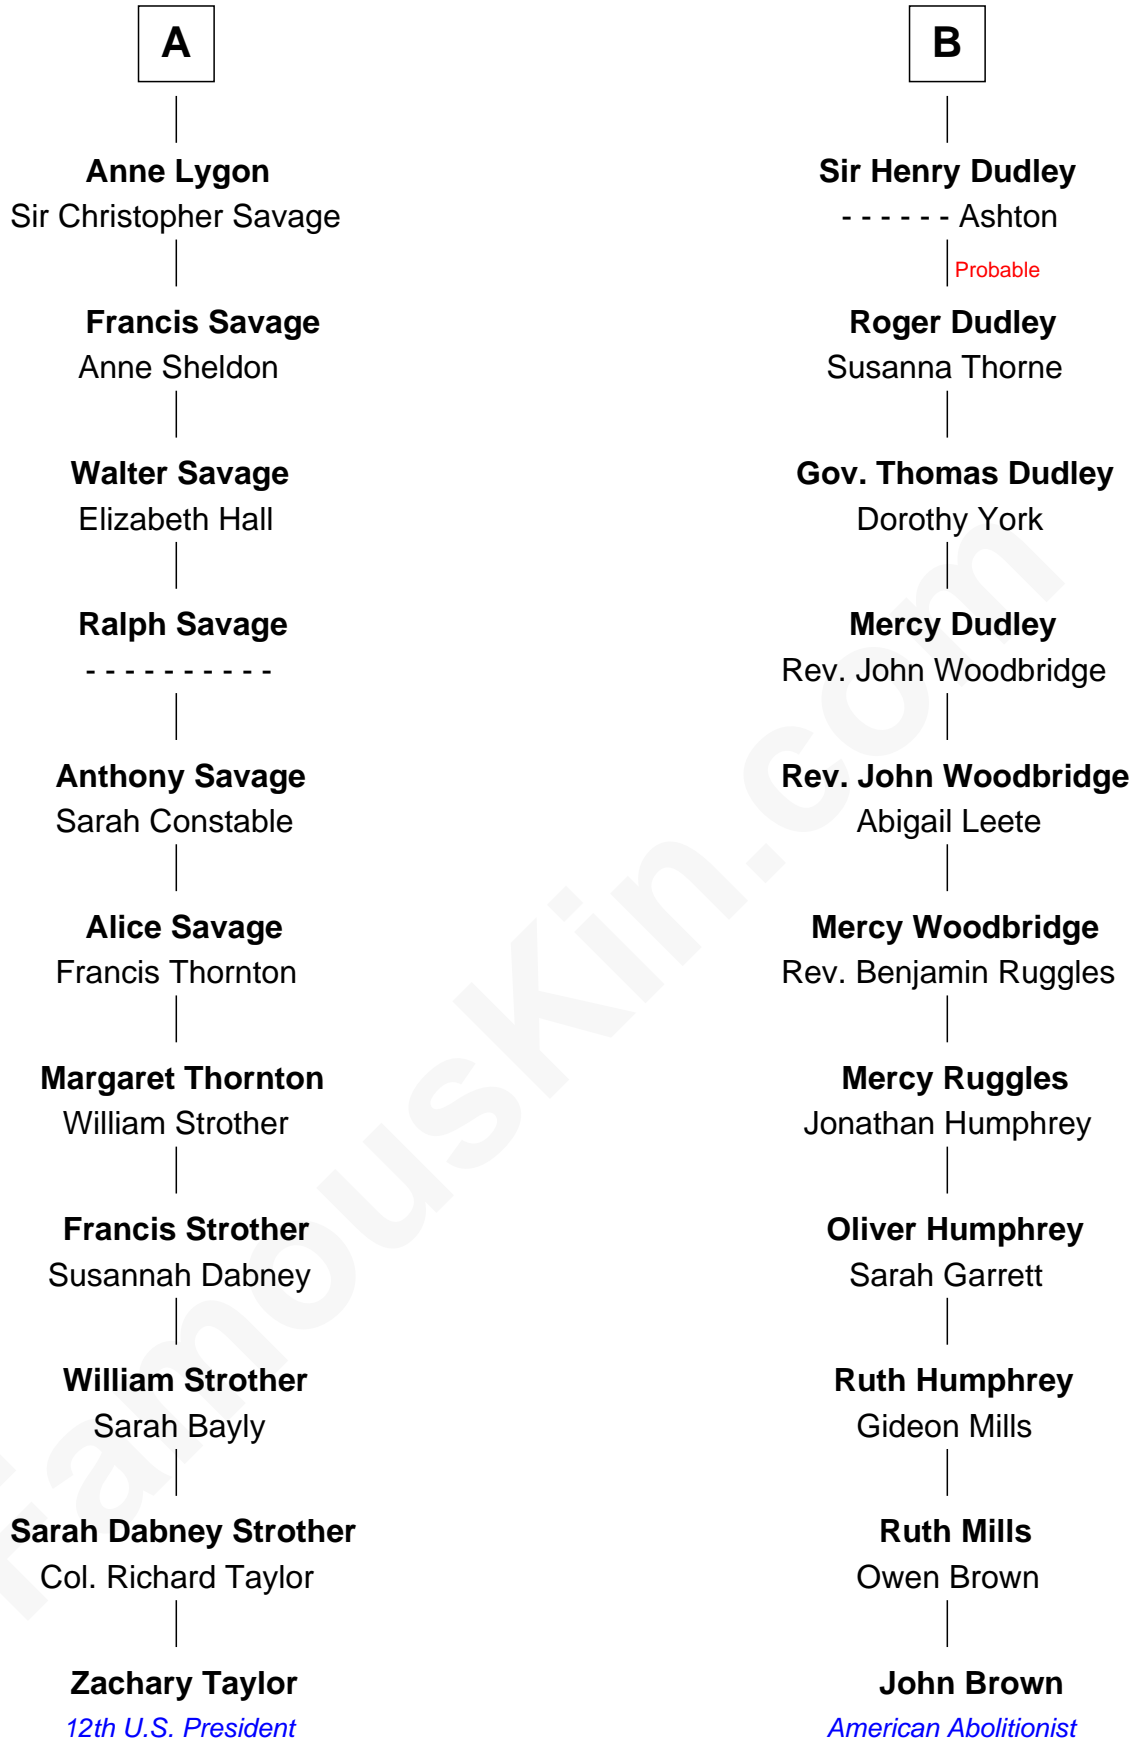 A
Anne Lygon
Sir Christopher Savage
Francis Savage
Anne Sheldon
Walter Savage
Elizabeth Hall
Ralph Savage
- - - - - - - - - -
Anthony Savage
Sarah Constable
Alice Savage
Francis Thornton
Margaret Thornton
William Strother
Francis Strother
Susannah Dabney
William Strother
Sarah Bayly
Sarah Dabney Strother
Col. Richard Taylor
Zachary Taylor
12th U.S. President
B
Sir Henry Dudley
- - - - - - Ashton
Probable
Roger Dudley
Susanna Thorne
Gov. Thomas Dudley
Dorothy York
Mercy Dudley
Rev. John Woodbridge
Rev. John Woodbridge
Abigail Leete
Mercy Woodbridge
Rev. Benjamin Ruggles
Mercy Ruggles
Jonathan Humphrey
Oliver Humphrey
Sarah Garrett
Ruth Humphrey
Gideon Mills
Ruth Mills
Owen Brown
John Brown
American Abolitionist
FamousKin.com